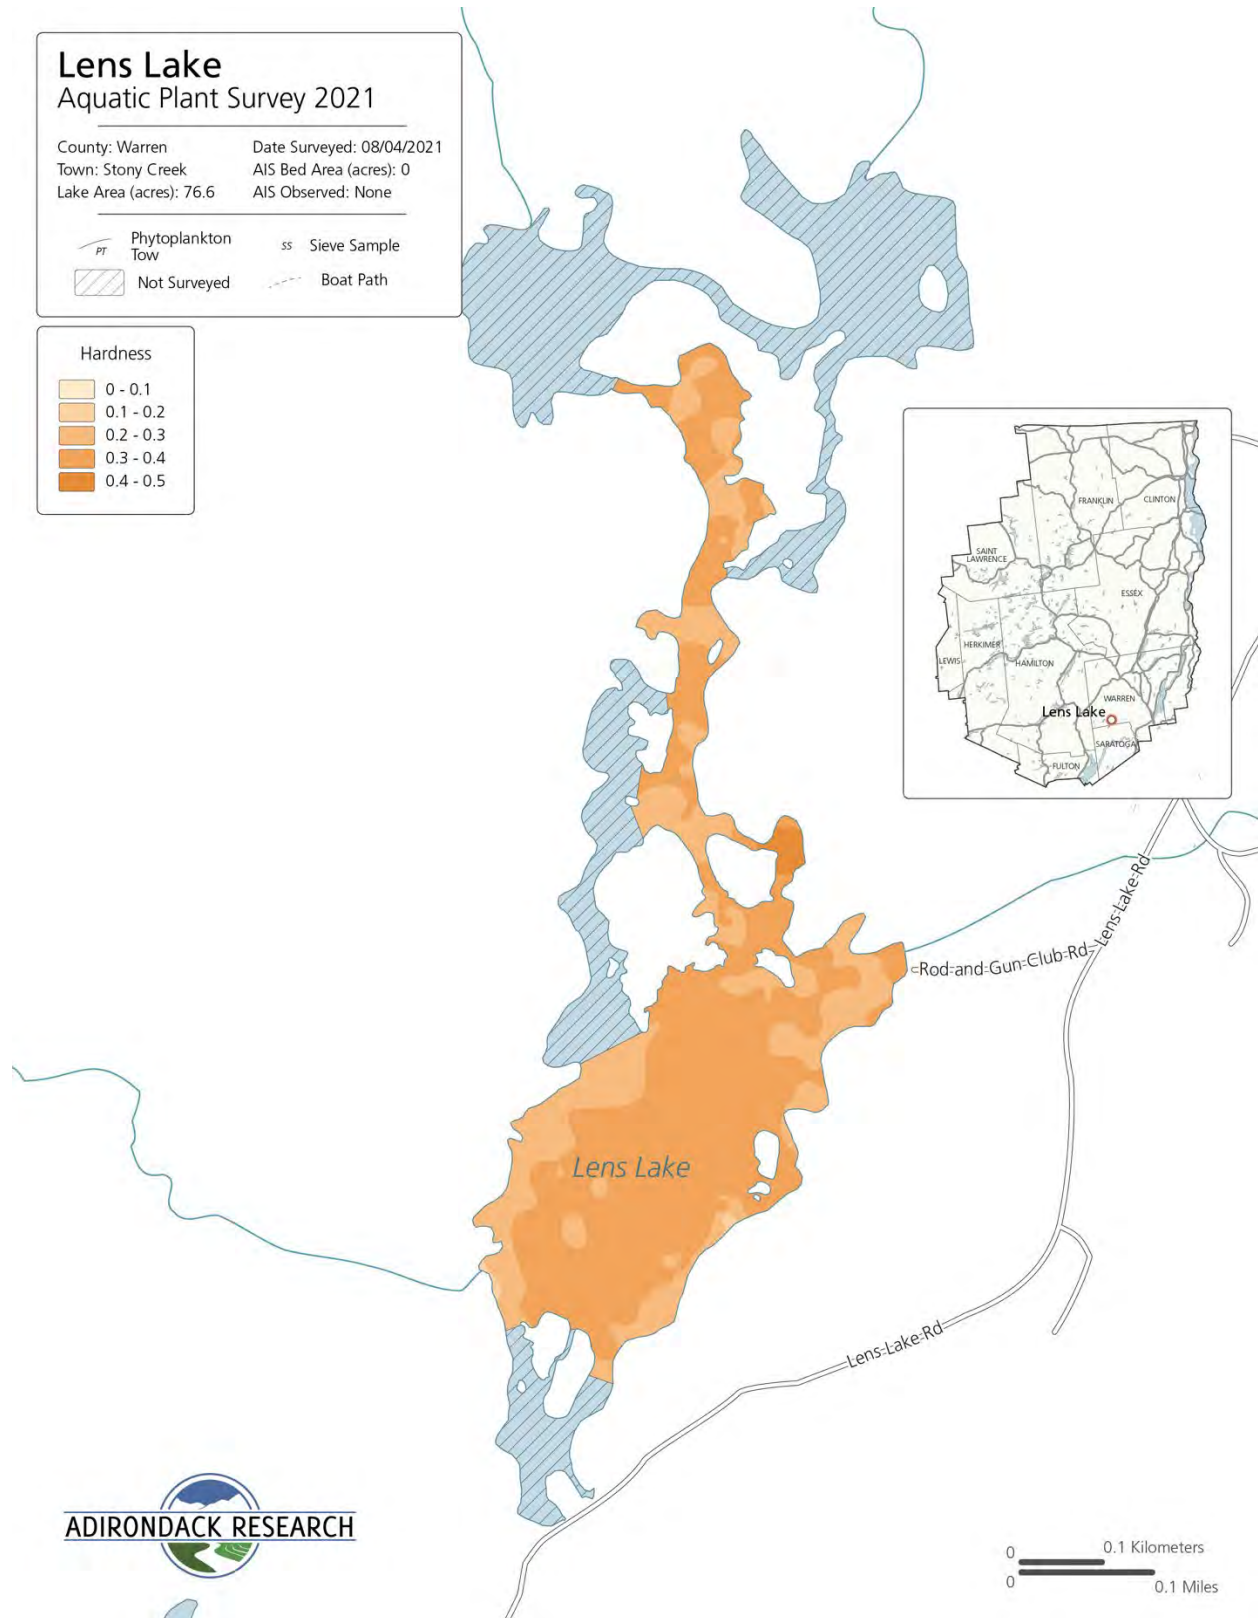 Lens Lake
Aquatic Plant Survey 2021
County: Warren
Date Surveyed: 08/04/2021
Town: Stony Creek
AIS Bed Area (acres): 0
Lake Area (acres): 76.6
AIS Observed: None
PT
Phytoplankton
Tow
SS
Sieve Sample
Not Surveyed
Boat Path
Hardness
0 - 0.1
0.1 - 0.2
0.2 - 0.3
0.3 - 0.4
0.4 - 0.5
FRANKLIN
CLINTON
SAINT
LAWRENCE
ESSEX
HERKIMER
LEWIS
HAMILTON
WARREN
Lens Lake
SARATOGA
FULTON
Lens-Lake-Rd
Rod-and-Gun-Club-Rd
Lens Lake
Lens-Lake-Rd
ADIRONDACK RESEARCH
0
0.1 Kilometers
0
0.1 Miles